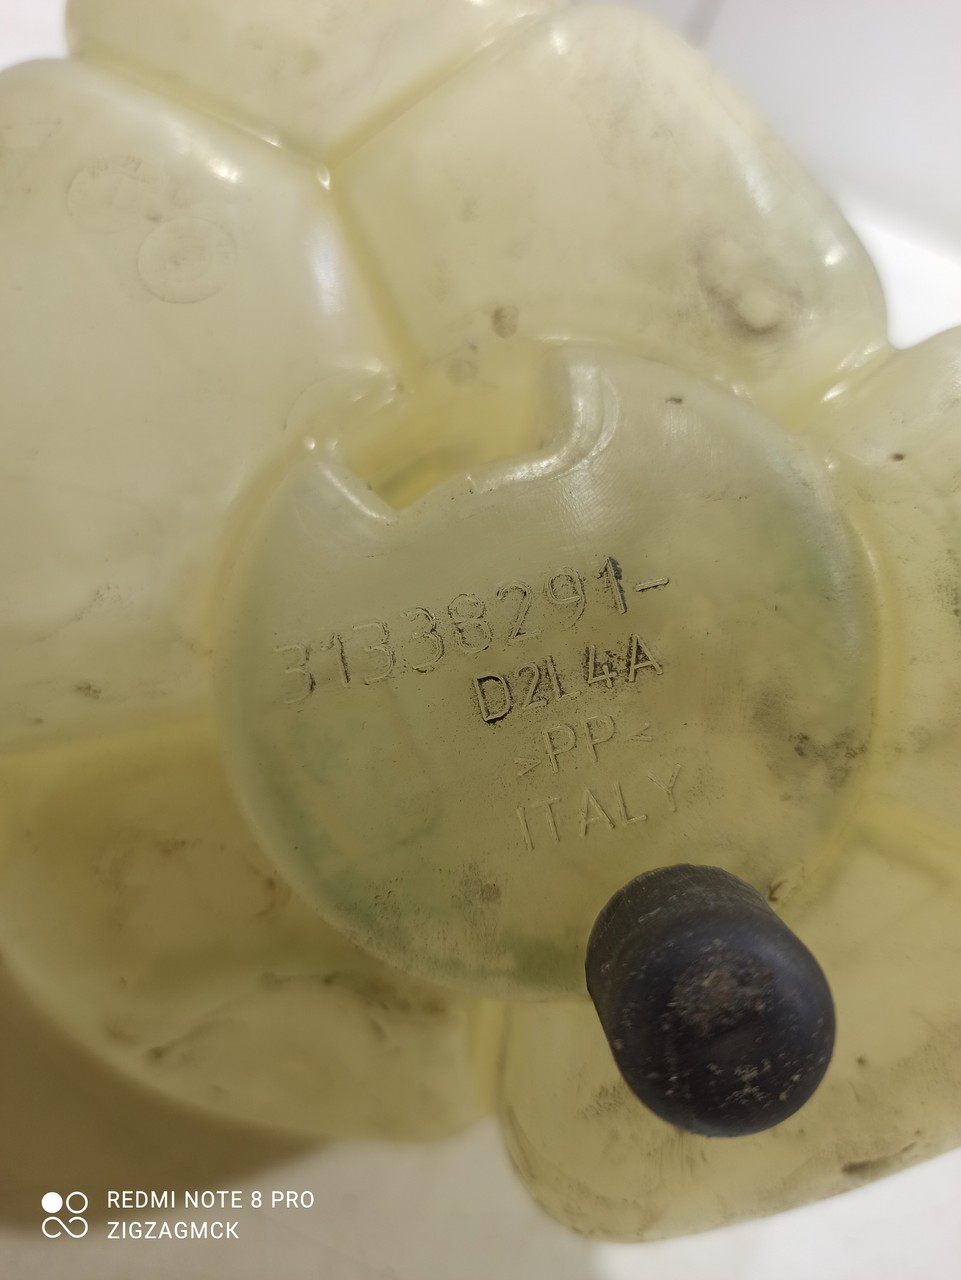 31338291-
D2L4A
>PP<
ITALY
REDMI NOTE 8 PRO
ZIGZAGMCK